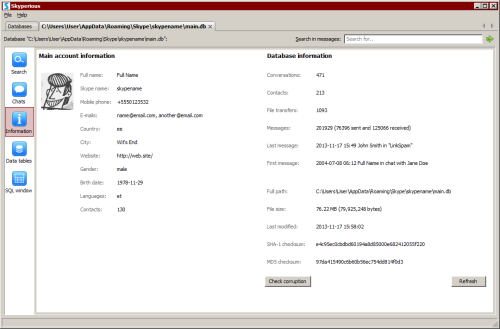 Skyperious
File Help
Databases C:\Users\User\AppData\Roaming\Skype\skypename\main.db ×
Database "C:\Users\User\AppData\Roaming\Skype\skypename\main.db": Search in messages: Search for...
Search
Chats
Information
Data tables
SQL window
Main account information
Full name: Full Name
Skype name: skypename
Mobile phone: +5550123532
E-mails: name@email.com, another@email.com
Country: ee
City: Wit's End
Website: http://web.site/
Gender: male
Birth date: 1978-11-29
Languages: et
Contacts: 130
Database information
Conversations: 471
Contacts: 213
File transfers: 1093
Messages: 201929 (76396 sent and 125066 received)
Last message: 2013-11-17 15:49 John Smith in "LinkSpam"
First message: 2004-07-08 06:12 Full Name in chat with Jane Doe
Full path: C:\Users\User\AppData\Roaming\Skype\skypename\main.db
File size: 76.22 MB (79,925,248 bytes)
Last modified: 2013-11-17 15:58:02
SHA-1 checksum:
MD5 checksum:
Check corruption Refresh